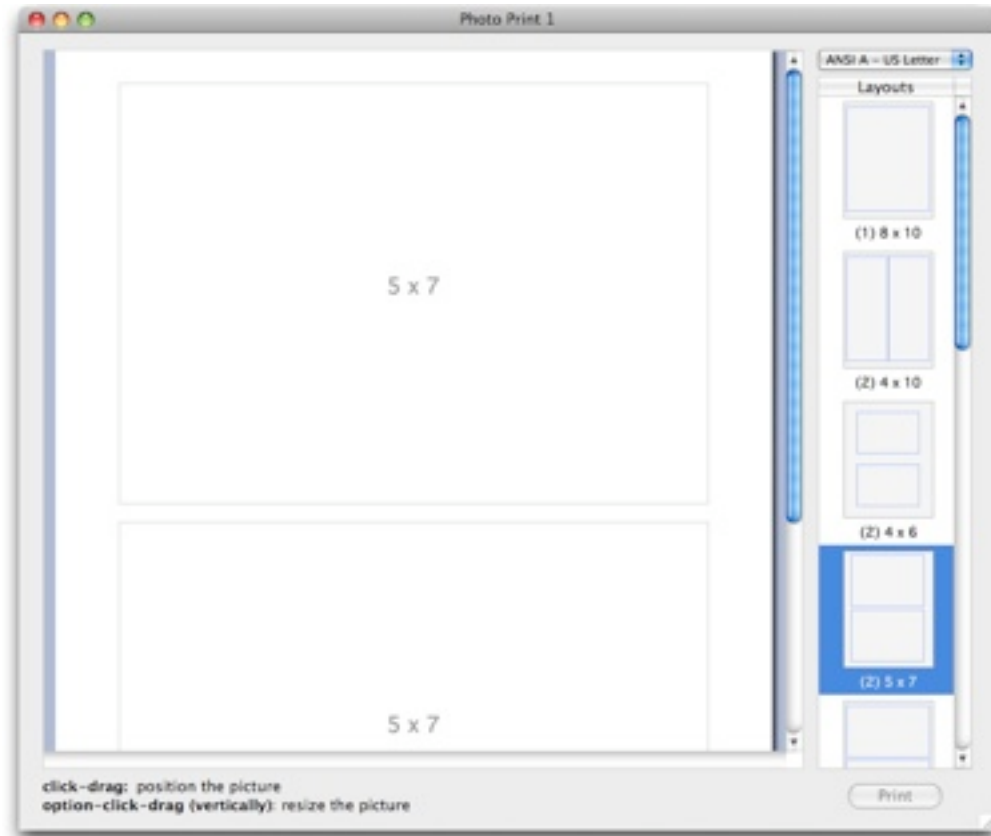 Photo Print 1
ANSI A - US Letter
Layouts
5 x 7
5 x 7
(1) 8 x 10
(2) 4 x 10
(2) 4 x 6
(2) 5 x 7
click-drag: position the picture
option-click-drag (vertically): resize the picture
Print